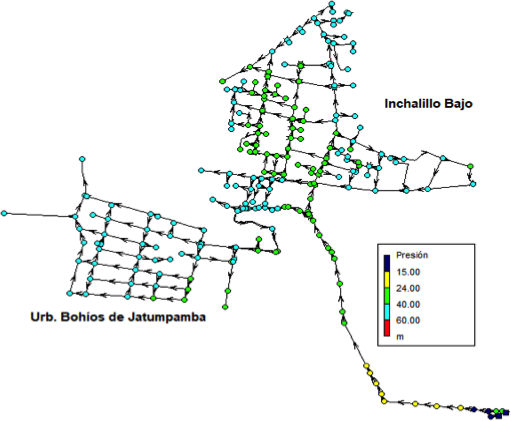 Inchalillo Bajo
Presión
15.00
24.00
40.00
60.00
m
Urb. Bohíos de Jatumpamba